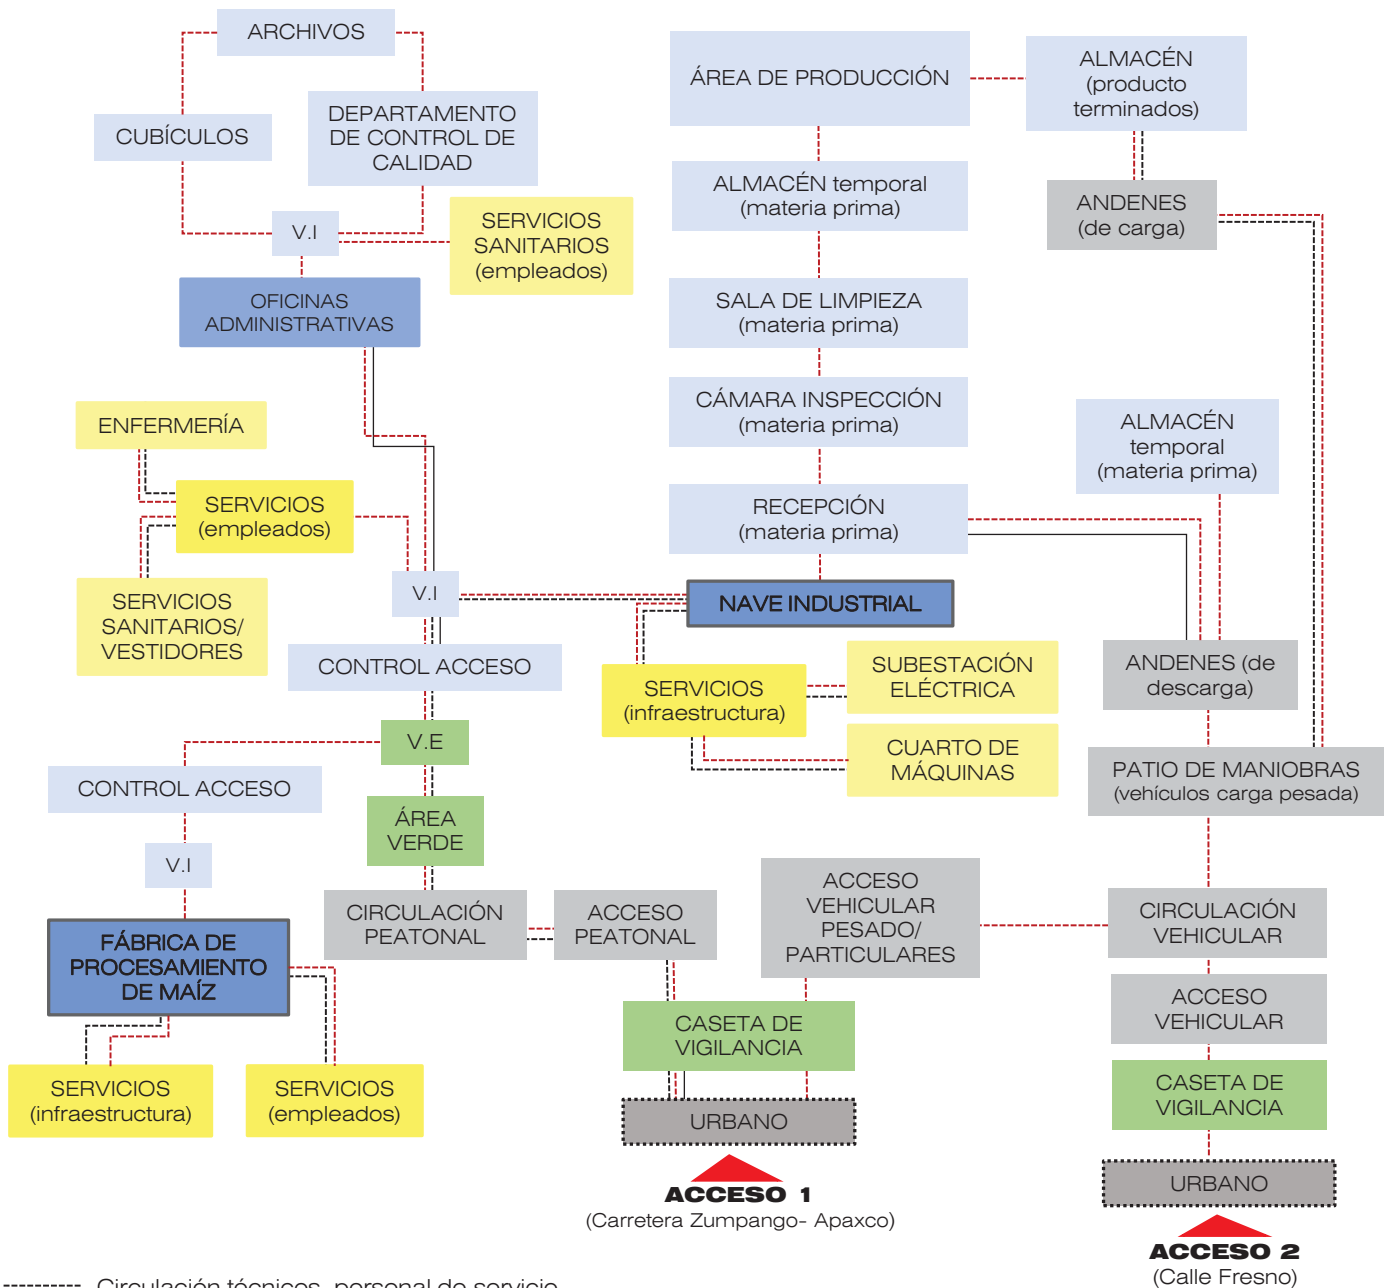 ARCHIVOS
CUBÍCULOS
DEPARTAMENTO
DE CONTROL DE
CALIDAD
V.I
SERVICIOS
SANITARIOS
(empleados)
OFICINAS
ADMINISTRATIVAS
ÁREA DE PRODUCCIÓN
ALMACÉN
(producto
terminados)
ALMACÉN temporal
(materia prima)
ANDENES
(de carga)
SALA DE LIMPIEZA
(materia prima)
CÁMARA INSPECCIÓN
(materia prima)
ALMACÉN
temporal
(materia prima)
RECEPCIÓN
(materia prima)
ENFERMERÍA
SERVICIOS
(empleados)
SERVICIOS
SANITARIOS/
VESTIDORES
V.I
NAVE INDUSTRIAL
CONTROL ACCESO
SERVICIOS
(infraestructura)
SUBESTACIÓN
ELÉCTRICA
CUARTO DE
MÁQUINAS
ANDENES (de
descarga)
V.E
CONTROL ACCESO
PATIO DE MANIOBRAS
(vehículos carga pesada)
ÁREA
VERDE
V.I
CIRCULACIÓN
PEATONAL
ACCESO
PEATONAL
ACCESO
VEHICULAR
PESADO/
PARTICULARES
CIRCULACIÓN
VEHICULAR
FÁBRICA DE
PROCESAMIENTO
DE MAÍZ
ACCESO
VEHICULAR
CASETA DE
VIGILANCIA
CASETA DE
VIGILANCIA
SERVICIOS
(infraestructura)
SERVICIOS
(empleados)
URBANO
URBANO
ACCESO 1
(Carretera Zumpango- Apaxco)
ACCESO 2
(Calle Fresno)
Circulación técnicos, personal de servicio